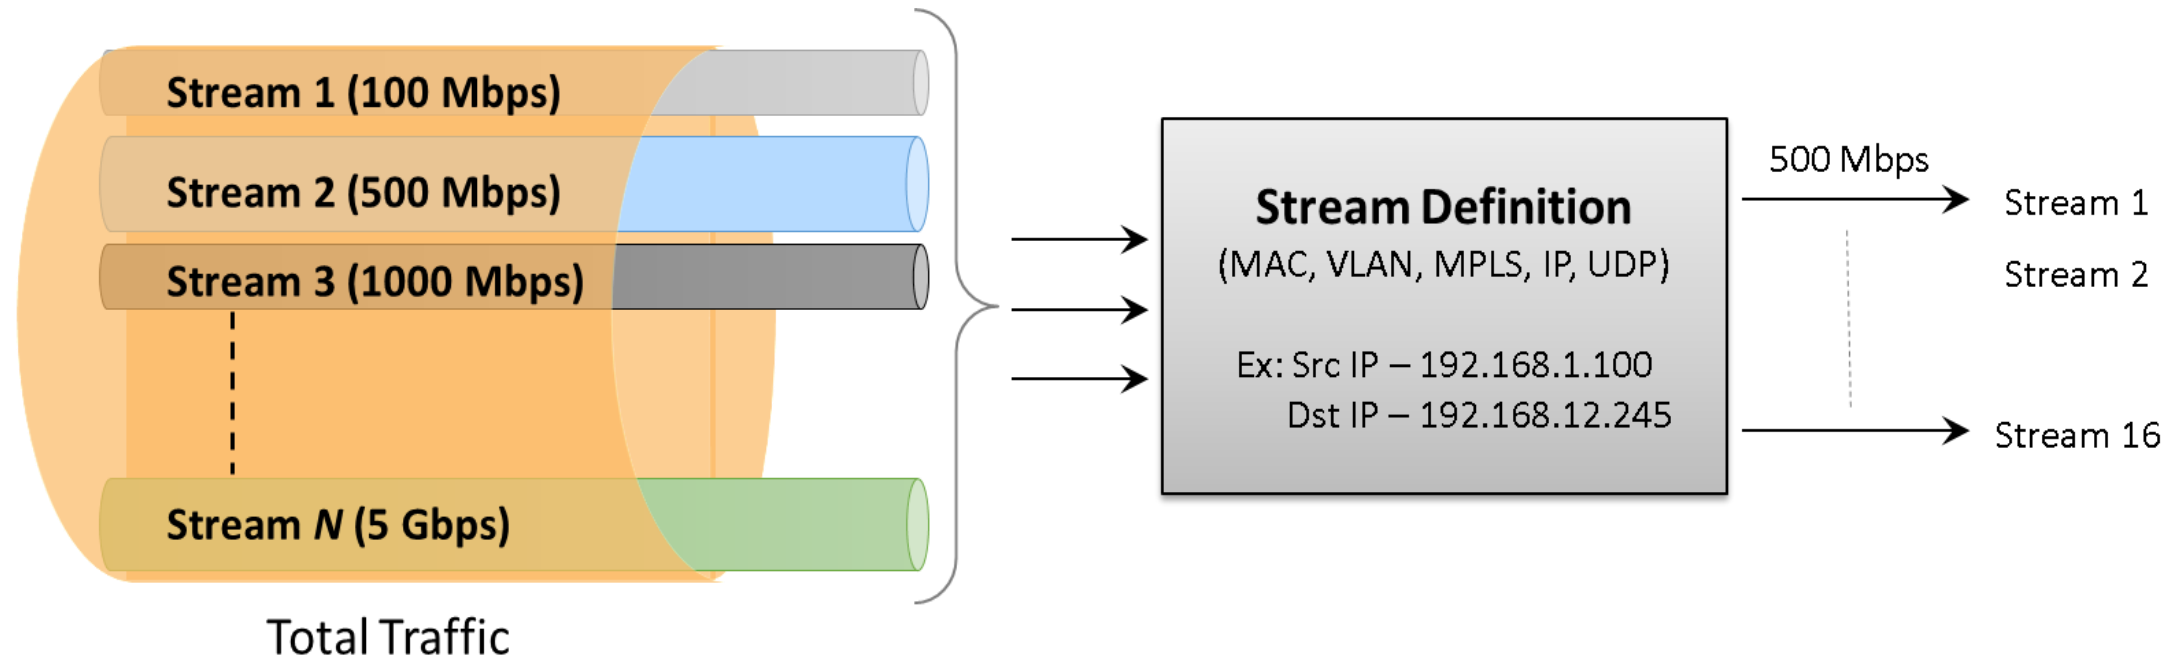 Stream 1 (100 Mbps)
Stream 2 (500 Mbps)
Stream 3 (1000 Mbps)
Stream N (5 Gbps)
Total Traffic
Stream Definition
(MAC, VLAN, MPLS, IP, UDP)
Ex: Src IP – 192.168.1.100
Dst IP – 192.168.12.245
500 Mbps
Stream 1
Stream 2
Stream 16